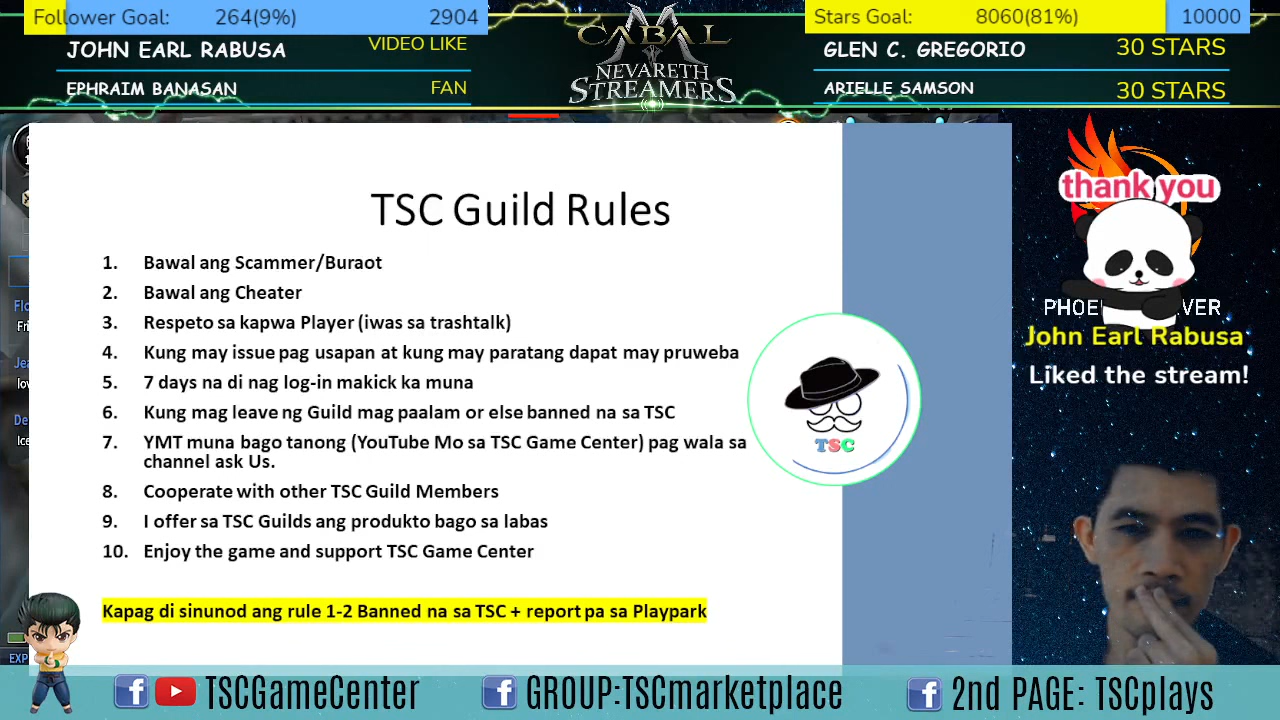 Follower Goal: 264(9%) 2904
JOHN EARL RABUSA VIDEO LIKE
EPHRAIM BANASAN FAN
CABAL
NEVARETH
STREAMERS
Stars Goal: 8060(81%) 10000
GLEN C. GREGORIO 30 STARS
ARIELLE SAMSON 30 STARS
TSC Guild Rules
1. Bawal ang Scammer/Buraot
2. Bawal ang Cheater
3. Respeto sa kapwa Player (iwas sa trashtalk)
4. Kung may issue pag usapan at kung may paratang dapat may pruweba
5. 7 days na di nag log-in makick ka muna
6. Kung mag leave ng Guild mag paalam or else banned na sa TSC
7. YMT muna bago tanong (YouTube Mo sa TSC Game Center) pag wala sa
channel ask Us.
8. Cooperate with other TSC Guild Members
9. I offer sa TSC Guilds ang produkto bago sa labas
10. Enjoy the game and support TSC Game Center
Kapag di sinunod ang rule 1-2 Banned na sa TSC + report pa sa Playpark
TSC
thank you
John Earl Rabusa
Liked the stream!
EXP
TSCGameCenter
GROUP:TSCmarketplace
2nd PAGE: TSCplays